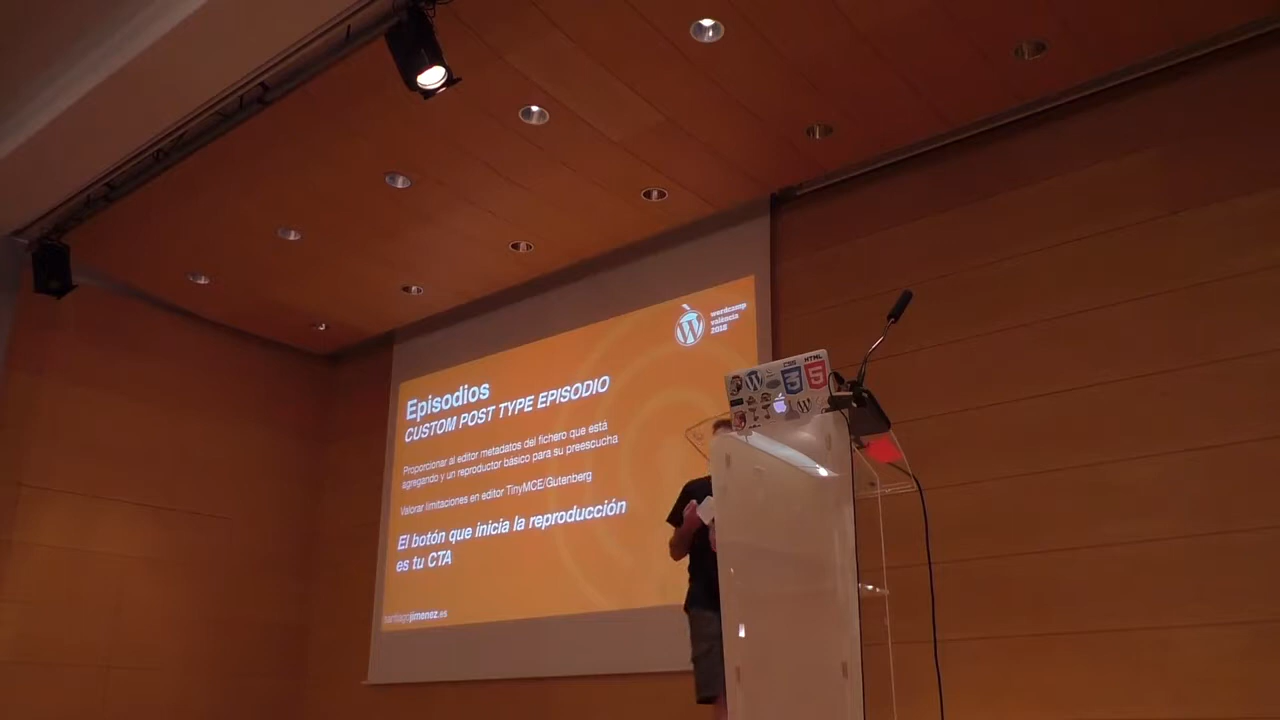 wordcamp
valència
2018
Episodios
CUSTOM POST TYPE EPISODIO
Proporcionar al editor metadatos del fichero que está
agregando y un reproductor básico para su preescucha
Valorar limitaciones en editor TinyMCE/Gutenberg
El botón que inicia la reproducción
es tu CTA
santiagojimenez.es
CSS
3
HTML
5